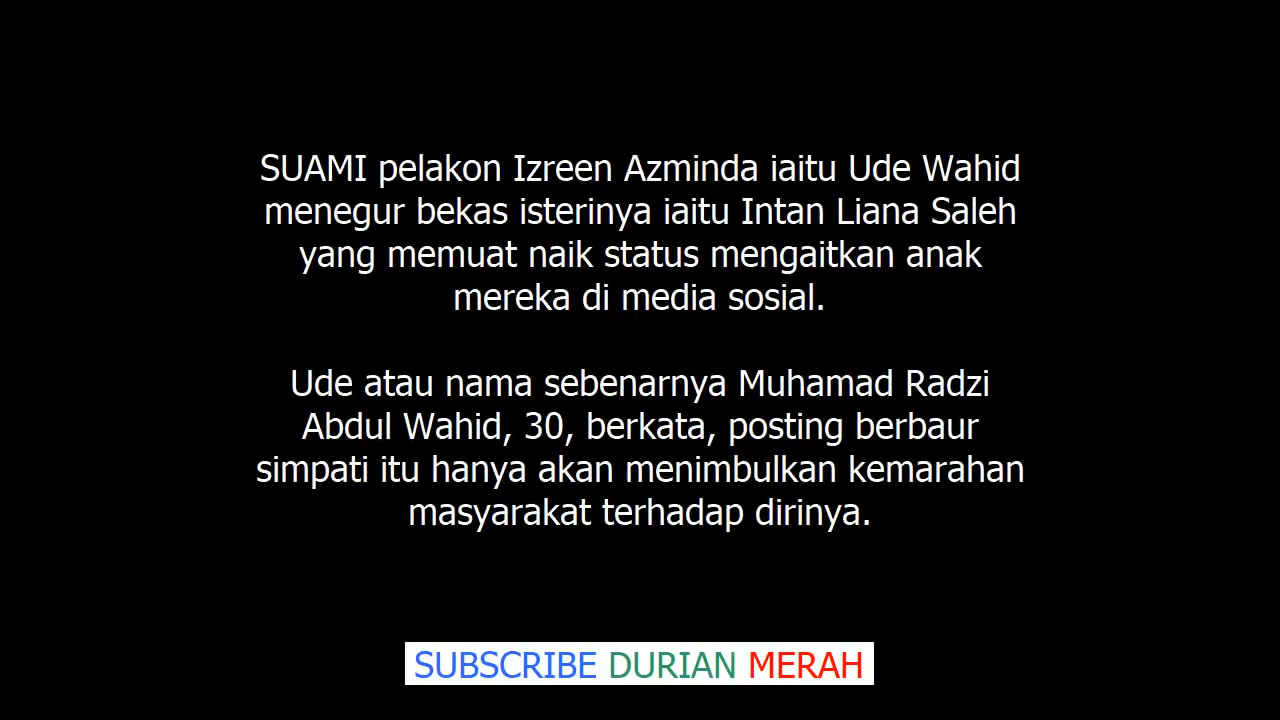 SUAMI pelakon Izreen Azminda iaitu Ude Wahid
menegur bekas isterinya iaitu Intan Liana Saleh
yang memuat naik status mengaitkan anak
mereka di media sosial.
Ude atau nama sebenarnya Muhamad Radzi
Abdul Wahid, 30, berkata, posting berbaur
simpati itu hanya akan menimbulkan kemarahan
masyarakat terhadap dirinya.
SUBSCRIBE DURIAN MERAH